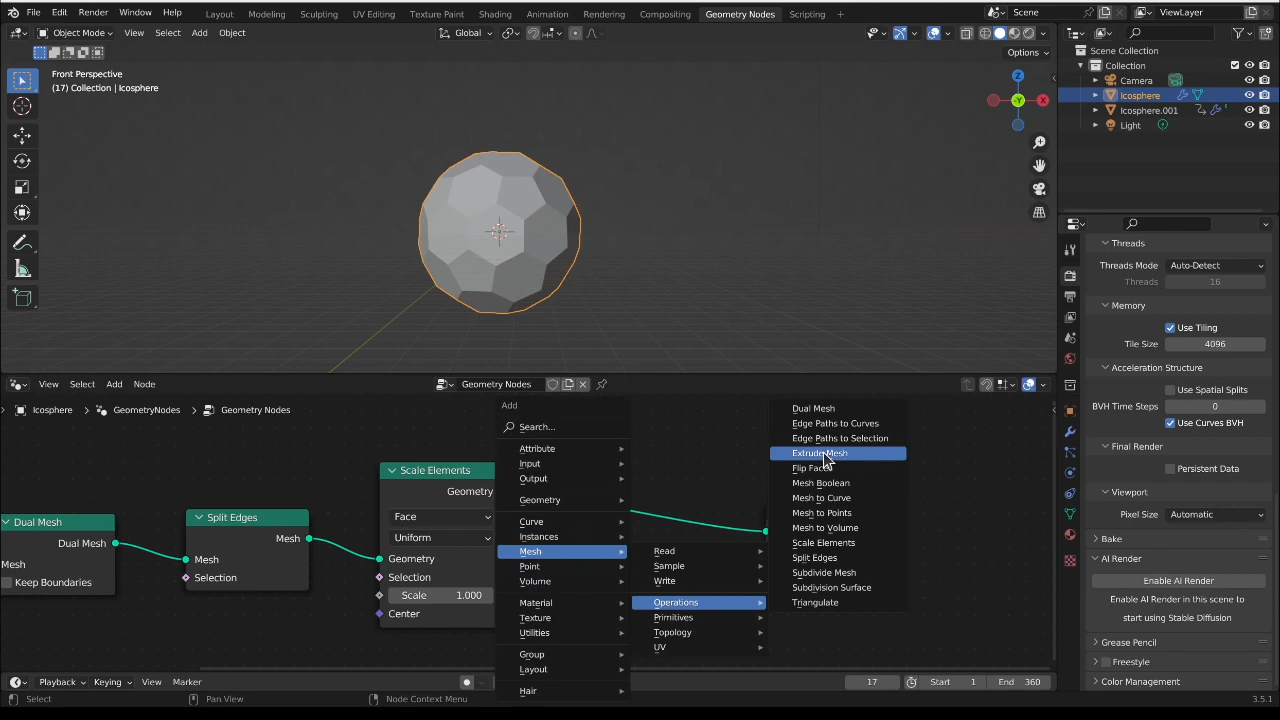 File Edit Render Window Help Layout Modeling Sculpting UV Editing Texture Paint Shading Animation Rendering Compositing Geometry Nodes Scripting + Scene ViewLayer
Object Mode View Select Add Object Global
Options
Front Perspective
(17) Collection | Icosphere
Z
X
Y
Scene Collection
Collection
Camera
Icosphere
Icosphere.001
Light
Threads
Threads Mode Auto-Detect
Threads 16
Memory
Use Tiling
Tile Size 4096
Acceleration Structure
Use Spatial Splits
BVH Time Steps 0
Use Curves BVH
Final Render
Persistent Data
Viewport
Pixel Size Automatic
Bake
AI Render
Enable AI Render
Enable AI Render in this scene to
start using Stable Diffusion
Grease Pencil
Freestyle
Color Management
View Select Add Node Geometry Nodes
Icosphere GeometryNodes Geometry Nodes
Dual Mesh
Dual Mesh
Mesh
Keep Boundaries
Split Edges
Mesh
Mesh
Selection
Scale Elements
Geometry
Face
Uniform
Geometry
Selection
Scale 1.000
Center
Add
Search...
Attribute
Input
Output
Geometry
Curve
Instances
Mesh
Point
Volume
Material
Texture
Utilities
Group
Layout
Hair
Read
Sample
Write
Operations
Primitives
Topology
UV
Dual Mesh
Edge Paths to Curves
Edge Paths to Selection
Extrude Mesh
Flip Faces
Mesh Boolean
Mesh to Curve
Mesh to Points
Mesh to Volume
Scale Elements
Split Edges
Subdivide Mesh
Subdivision Surface
Triangulate
Playback Keying View Marker 17 Start 1 End 360
Select Pan View Node Context Menu 3.5.1